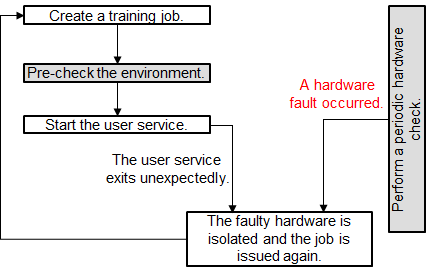 Create a training job.
Pre-check the environment.
Start the user service.
The user service
exits unexpectedly.
A hardware
fault occurred.
Perform a periodic hardware
check.
The faulty hardware is
isolated and the job is
issued again.